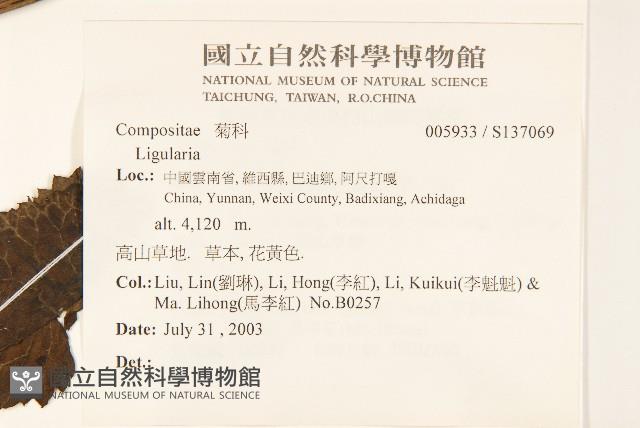 國立自然科學博物館
NATIONAL MUSEUM OF NATURAL SCIENCE
TAICHUNG, TAIWAN, R.O.CHINA
Compositae 菊科 005933 / S137069
Ligularia
Loc.: 中國雲南省, 維西縣, 巴迪鄉, 阿尺打嘎
China, Yunnan, Weixi County, Badixiang, Achidaga
alt. 4,120 m.
高山草地. 草本, 花黃色.
Col.: Liu, Lin(劉琳), Li, Hong(李紅), Li, Kuikui(李魁魁) &
Ma. Lihong(馬李紅) No.B0257
Date: July 31 , 2003
Det.:
國立自然科學博物館
NATIONAL MUSEUM OF NATURAL SCIENCE